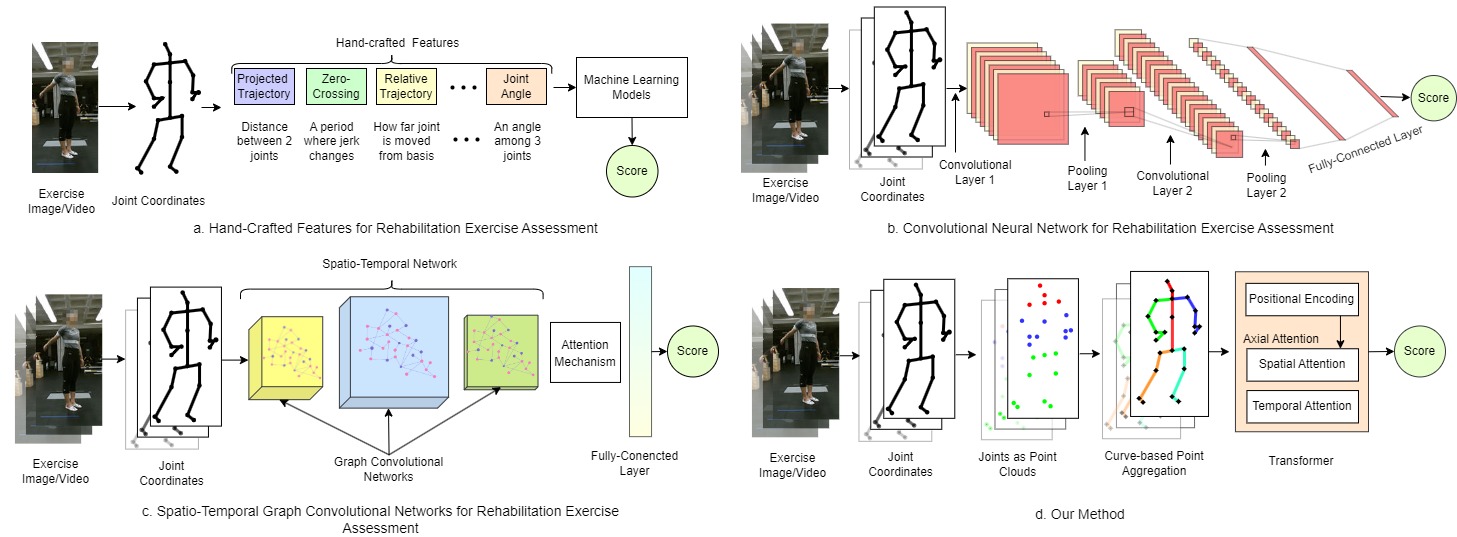 Hand-crafted Features
Projected
Trajectory
Zero-
Crossing
Relative
Trajectory
Joint
Angle
Machine Learning
Models
Distance
between 2
joints
A period
where jerk
changes
How far joint
is moved
from basis
An angle
among 3
joints
Score
Exercise
Image/Video
Joint Coordinates
a. Hand-Crafted Features for Rehabilitation Exercise Assessment
Exercise
Image/Video
Joint
Coordinates
Convolutional
Layer 1
Pooling
Layer 1
Convolutional
Layer 2
Pooling
Layer 2
Fully-Connected Layer
Score
b. Convolutional Neural Network for Rehabilitation Exercise Assessment
Spatio-Temporal Network
Attention
Mechanism
Score
Exercise
Image/Video
Joint
Coordinates
Graph Convolutional
Networks
Fully-Conencted
Layer
c. Spatio-Temporal Graph Convolutional Networks for Rehabilitation Exercise
Assessment
Positional Encoding
Axial Attention
Spatial Attention
Temporal Attention
Score
Exercise
Image/Video
Joint
Coordinates
Joints as Point
Clouds
Curve-based Point
Aggregation
Transformer
d. Our Method